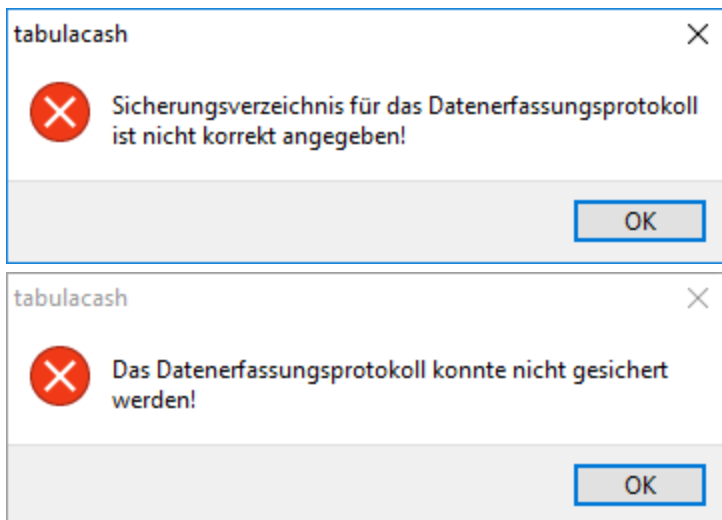 tabulacash
Sicherungsverzeichnis für das Datenerfassungsprotokoll
ist nicht korrekt angegeben!
OK
tabulacash
Das Datenerfassungsprotokoll konnte nicht gesichert
werden!
OK